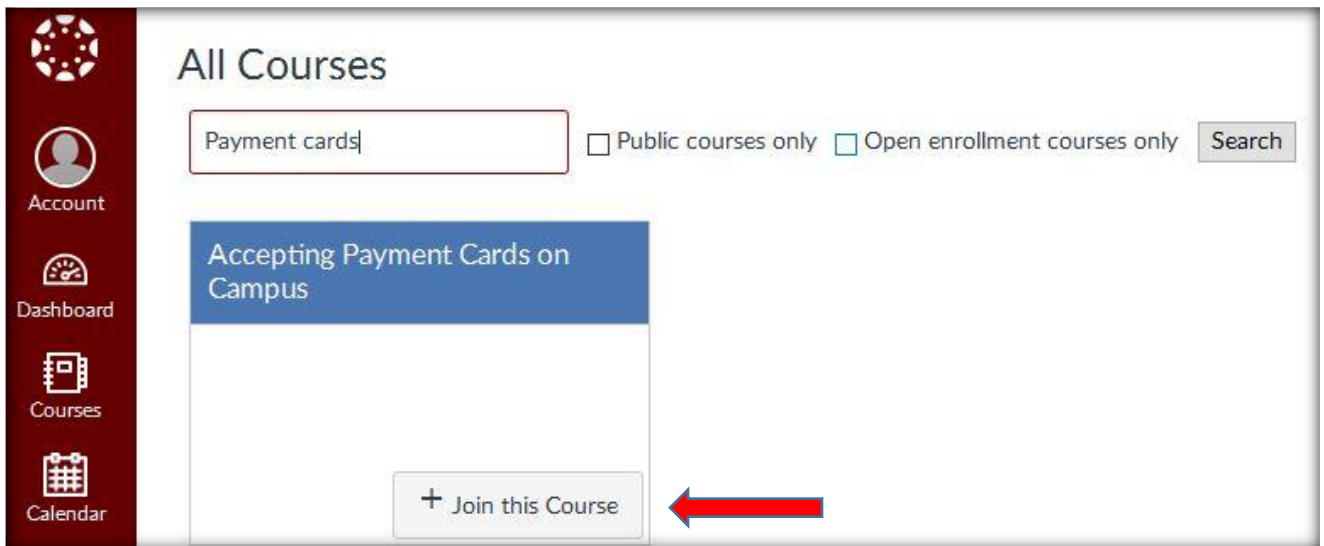 All Courses
Payment cards
Public courses only
Open enrollment courses only
Search
Account
Dashboard
Courses
Calendar
Accepting Payment Cards on
Campus
+ Join this Course